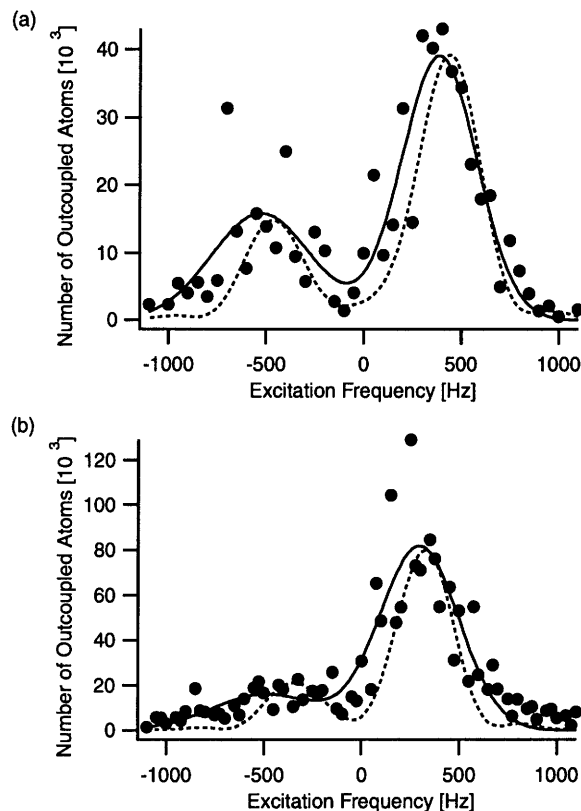 (a)
Number of Outcoupled Atoms [10 3]
40
30
20
10
0
-1000 -500 0 500 1000
Excitation Frequency [Hz]
(b)
Number of Outcoupled Atoms [10 3]
120
100
80
60
40
20
0
-1000 -500 0 500 1000
Excitation Frequency [Hz]